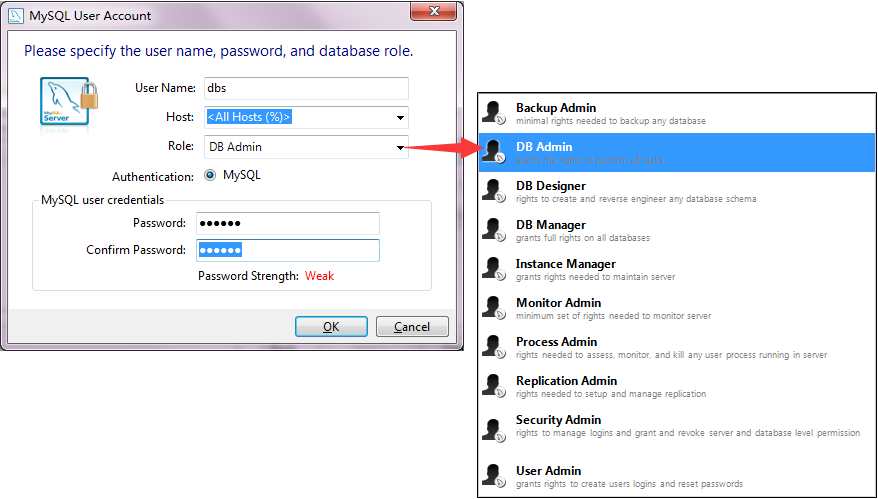 MySQL User Account
Please specify the user name, password, and database role.
MySQL
Server
User Name: dbs
Host: <All Hosts (%)>
Role: DB Admin
Authentication: MySQL
MySQL user credentials
Password: ●●●●●●
Confirm Password: ●●●●●●
Password Strength: Weak
OK Cancel
Backup Admin
minimal rights needed to backup any database
DB Admin
grants the rights to perform all tasks
DB Designer
rights to create and reverse engineer any database schema
DB Manager
grants full rights on all databases
Instance Manager
grants rights needed to maintain server
Monitor Admin
minimum set of rights needed to monitor server
Process Admin
rights needed to assess, monitor, and kill any user process running in server
Replication Admin
rights needed to setup and manage replication
Security Admin
rights to manage logins and grant and revoke server and database level permission
User Admin
grants rights to create users logins and reset passwords